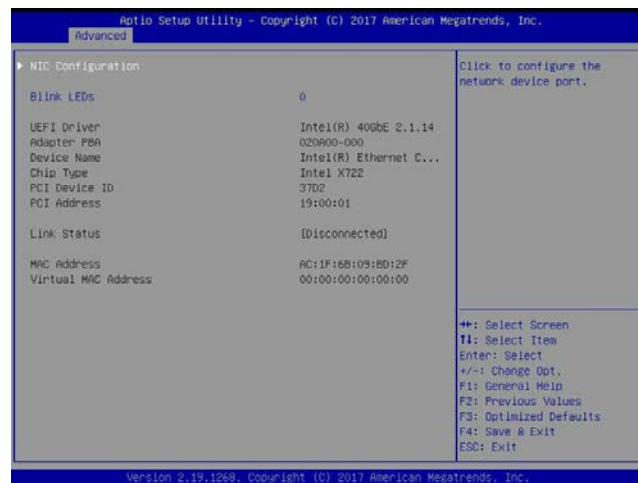 Aptio Setup Utility - Copyright (C) 2017 American Megatrends, Inc.
Advanced
NIC Configuration
Blink LEDs 0
UEFI Driver Intel(R) 40GbE 2.1.14
Adapter PBA 020A00-000
Device Name Intel(R) Ethernet C...
Chip Type Intel X722
PCI Device ID 37D2
PCI Address 19:00:01
Link Status [Disconnected]
MAC Address AC:1F:6B:09:BD:2F
Virtual MAC Address 00:00:00:00:00:00
Click to configure the
network device port.
→←: Select Screen
↑↓: Select Item
Enter: Select
+/-: Change Opt.
F1: General Help
F2: Previous Values
F3: Optimized Defaults
F4: Save & Exit
ESC: Exit
Version 2.19.1268. Copyright (C) 2017 American Megatrends, Inc.